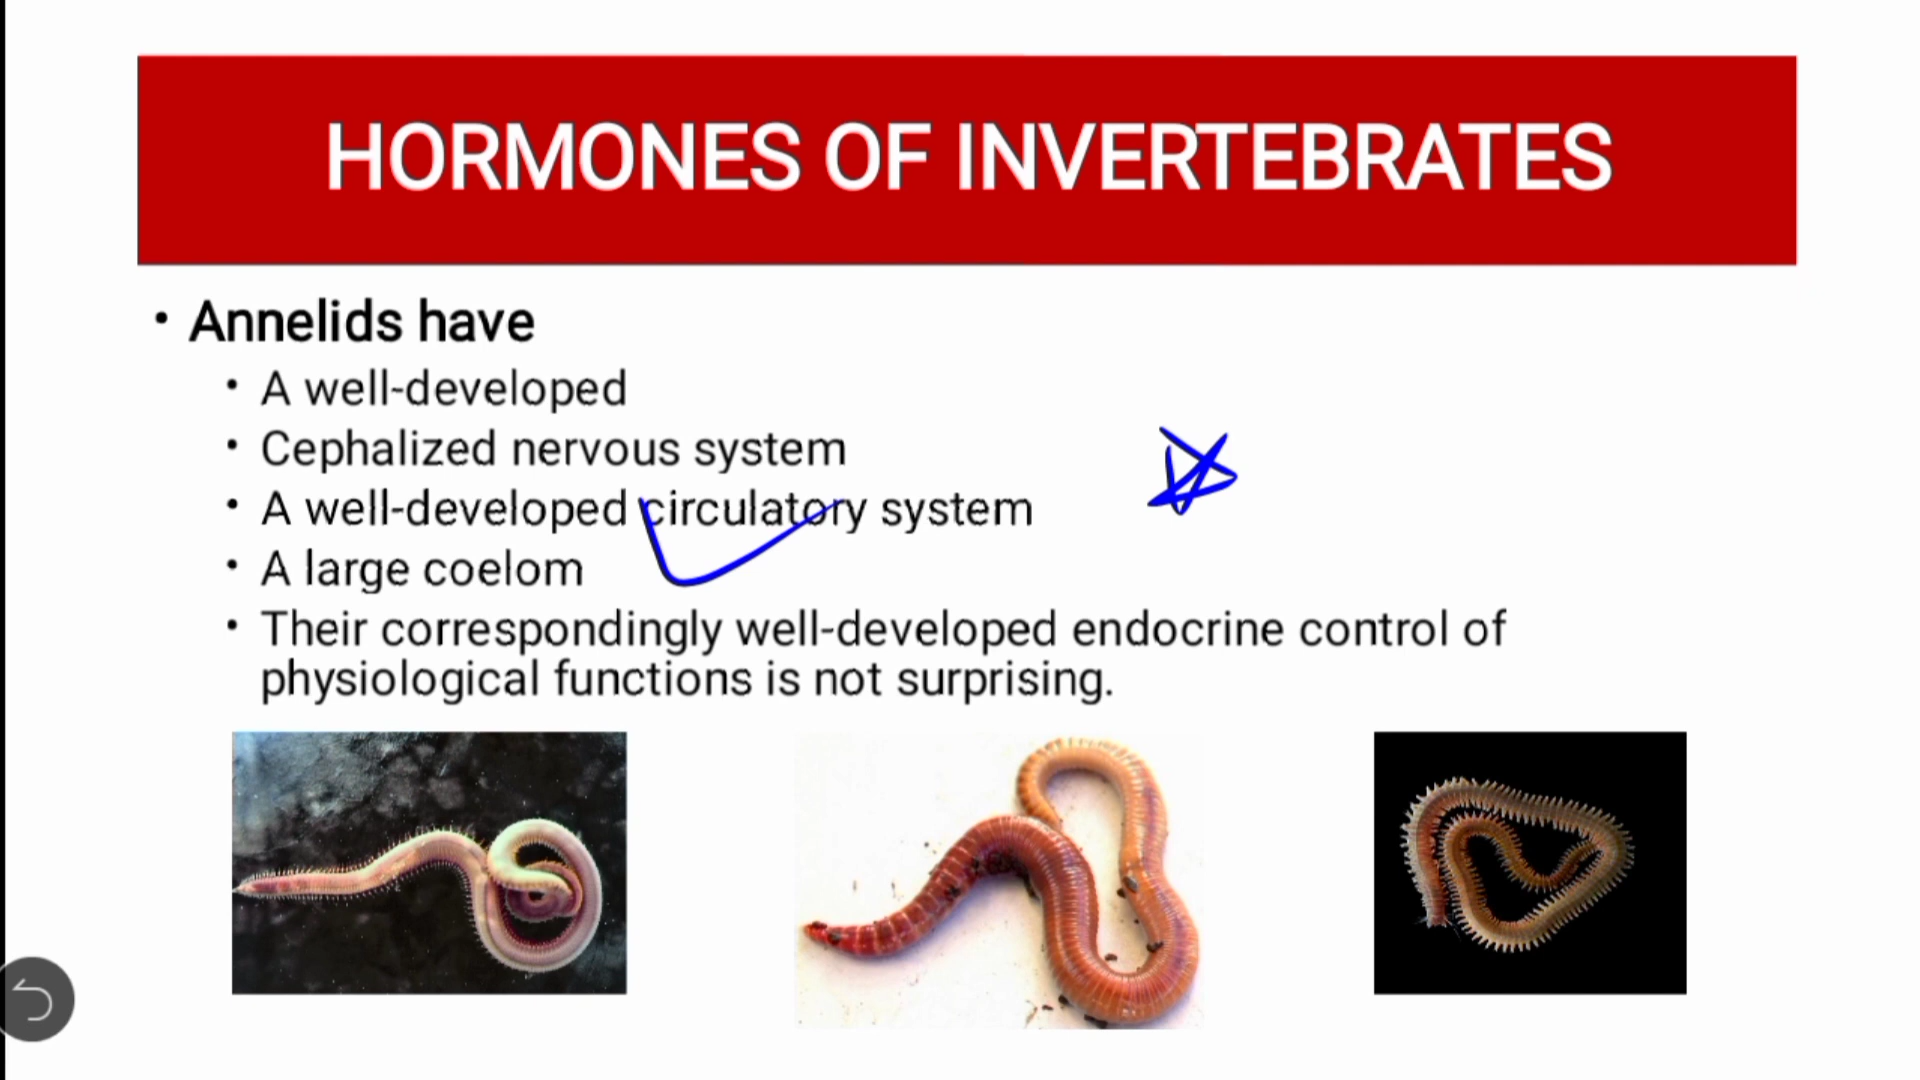 HORMONES OF INVERTEBRATES
• Annelids have
• A well-developed
• Cephalized nervous system
• A well-developed circulatory system
• A large coelom
• Their correspondingly well-developed endocrine control of
physiological functions is not surprising.